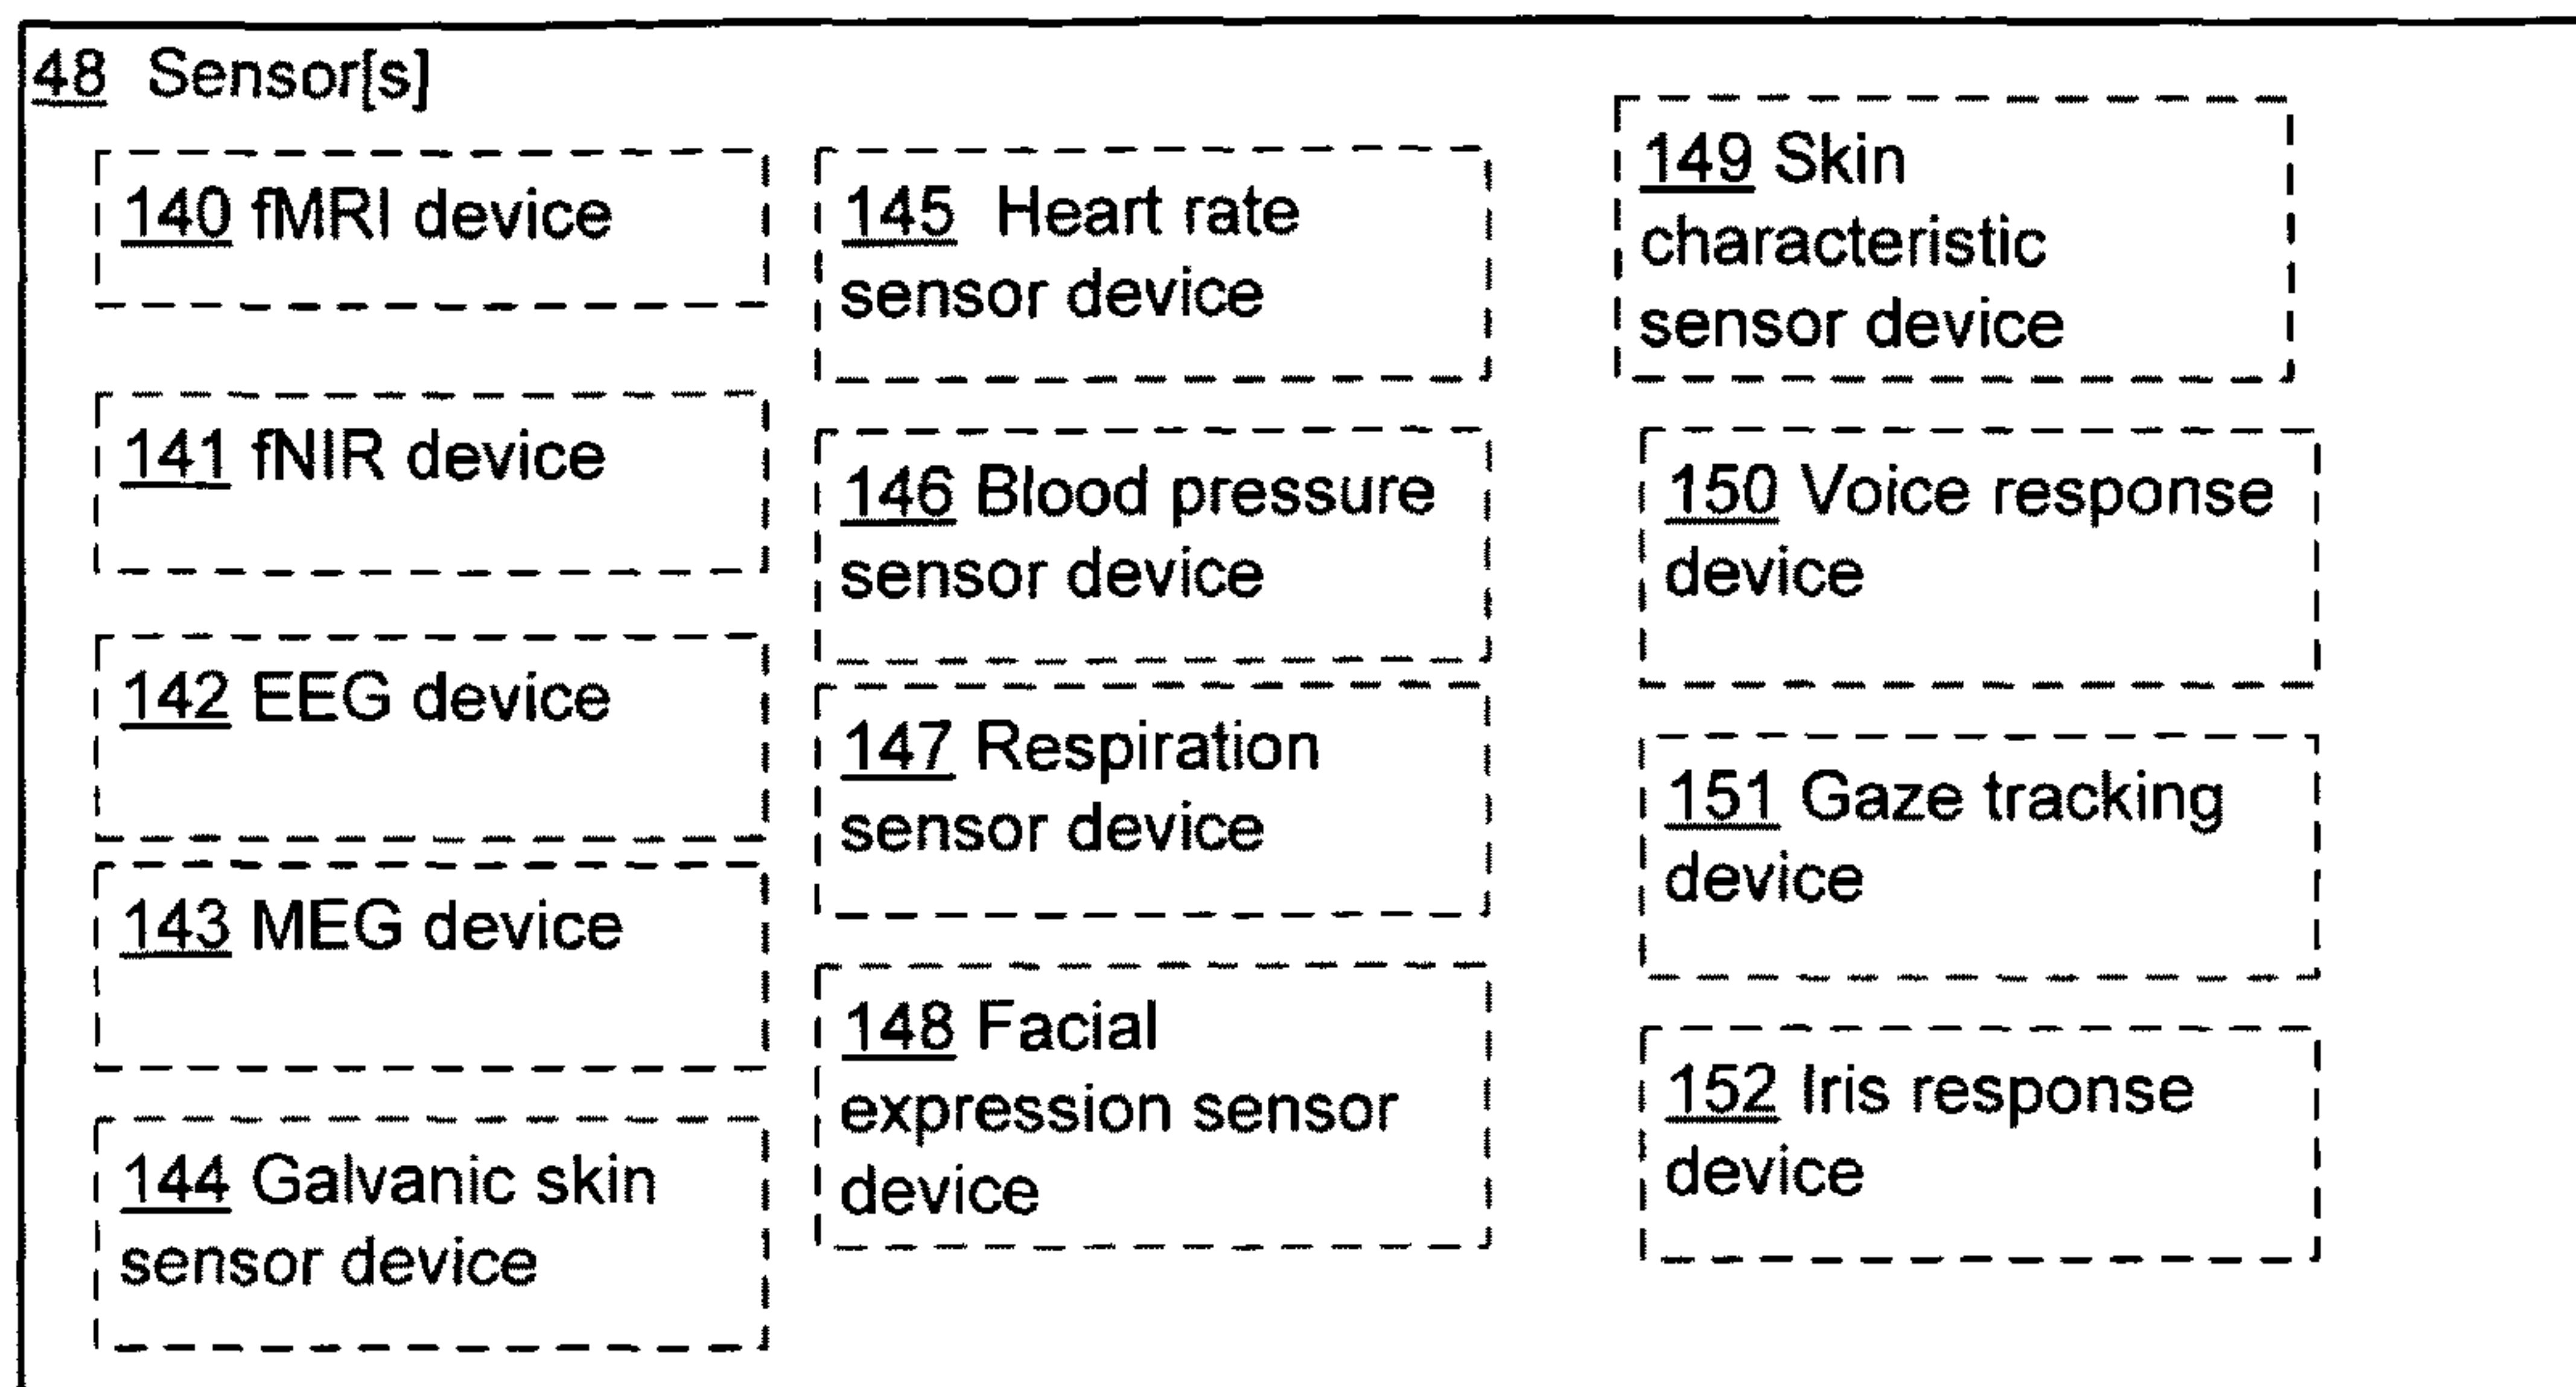 48 Sensor[s]
140 fMRI device
141 fNIR device
142 EEG device
143 MEG device
144 Galvanic skin
sensor device
145 Heart rate
sensor device
146 Blood pressure
sensor device
147 Respiration
sensor device
148 Facial
expression sensor
device
149 Skin
characteristic
sensor device
150 Voice response
device
151 Gaze tracking
device
152 Iris response
device